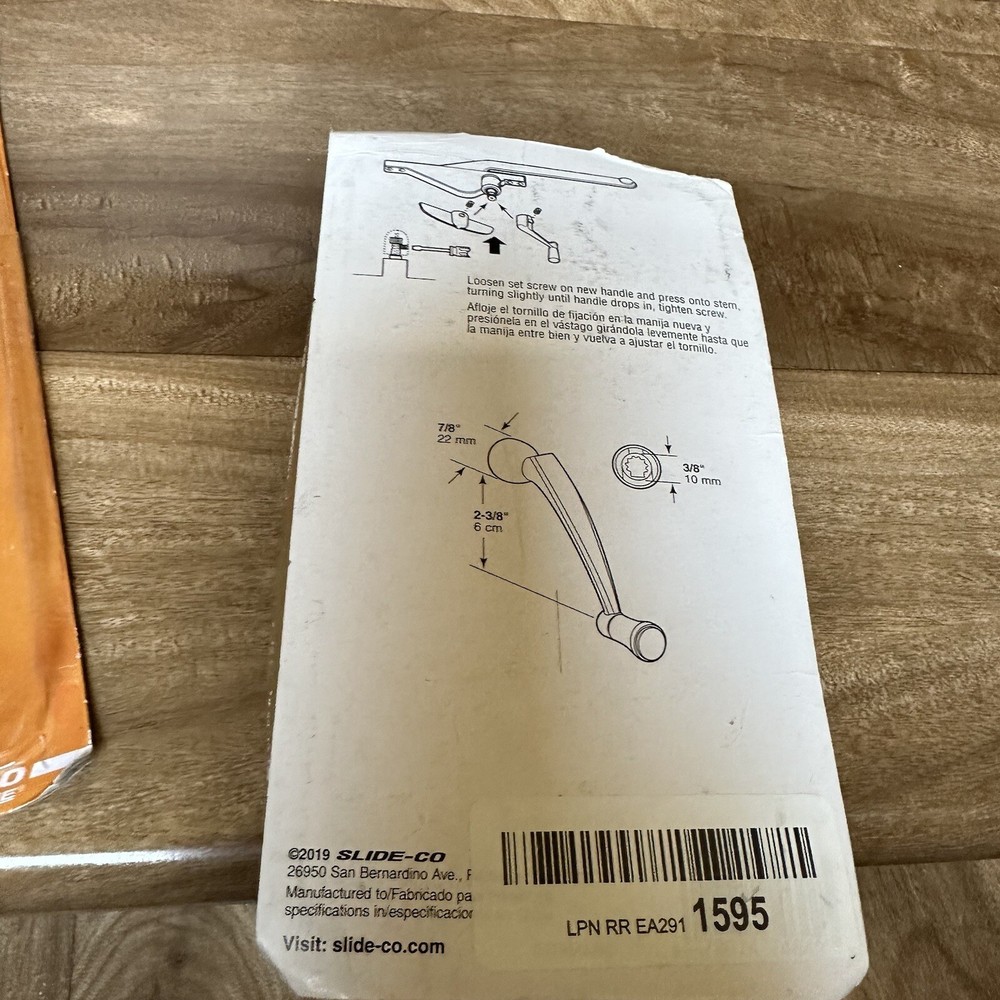 Loosen set screw on new handle and press onto stem,
turning slightly until handle drops in, tighten screw.
Afloje el tornillo de fijación en la manija nueva y
presiónela en el vástago girándola levemente hasta que
la manija entre bien y vuelva a ajustar el tornillo.
7/8"
22 mm
3/8"
10 mm
2-3/8"
6 cm
©2019 SLIDE-CO
26950 San Bernardino Ave.,
Manufactured to/Fabricado pa
specifications in/especificacion
Visit: slide-co.com
LPN RR EA291 1595
O
E